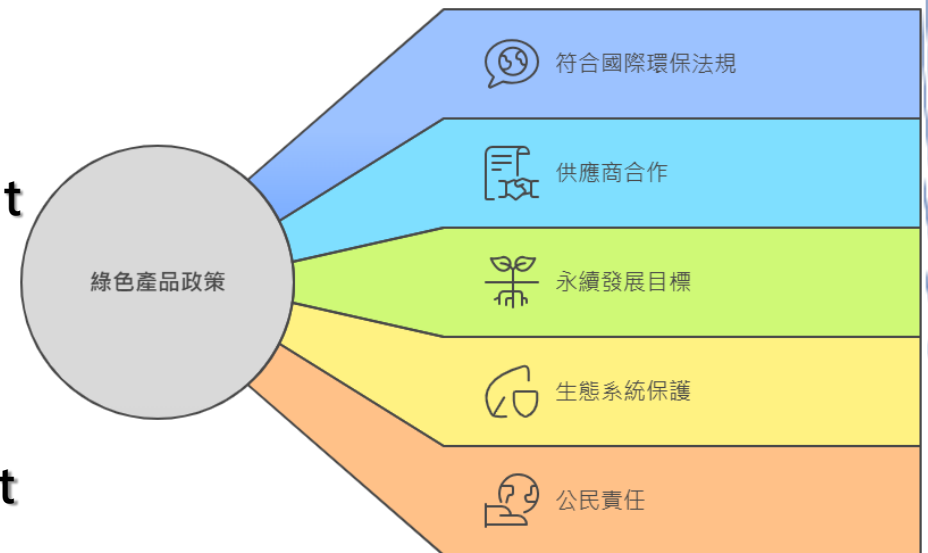 t
綠色產品政策
t
符合國際環保法規
供應商合作
永續發展目標
生態系統保護
公民責任